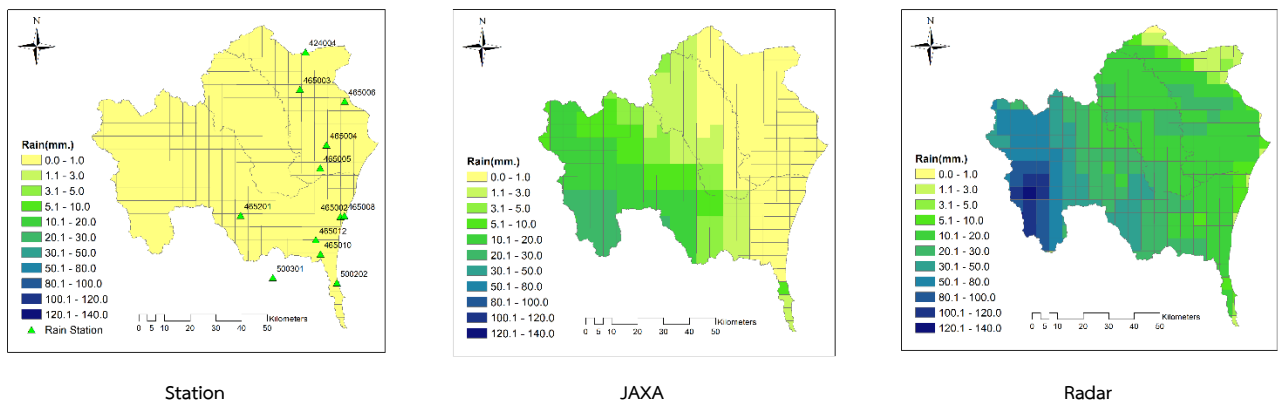 N
424004
465003
465006
465004
465005
465201
465002
465008
465012
465010
500301
500202
Rain(mm.)
0.0 - 1.0
1.1 - 3.0
3.1 - 5.0
5.1 - 10.0
10.1 - 20.0
20.1 - 30.0
30.1 - 50.0
50.1 - 80.0
80.1 - 100.0
100.1 - 120.0
120.1 - 140.0
Rain Station
Kilometers
0 5 10 20 30 40 50
Station
N
Rain(mm.)
0.0 - 1.0
1.1 - 3.0
3.1 - 5.0
5.1 - 10.0
10.1 - 20.0
20.1 - 30.0
30.1 - 50.0
50.1 - 80.0
80.1 - 100.0
100.1 - 120.0
120.1 - 140.0
Kilometers
0 5 10 20 30 40 50
JAXA
N
Rain(mm.)
0.0 - 1.0
1.1 - 3.0
3.1 - 5.0
5.1 - 10.0
10.1 - 20.0
20.1 - 30.0
30.1 - 50.0
50.1 - 80.0
80.1 - 100.0
100.1 - 120.0
120.1 - 140.0
Kilometers
0 5 10 20 30 40 50
Radar